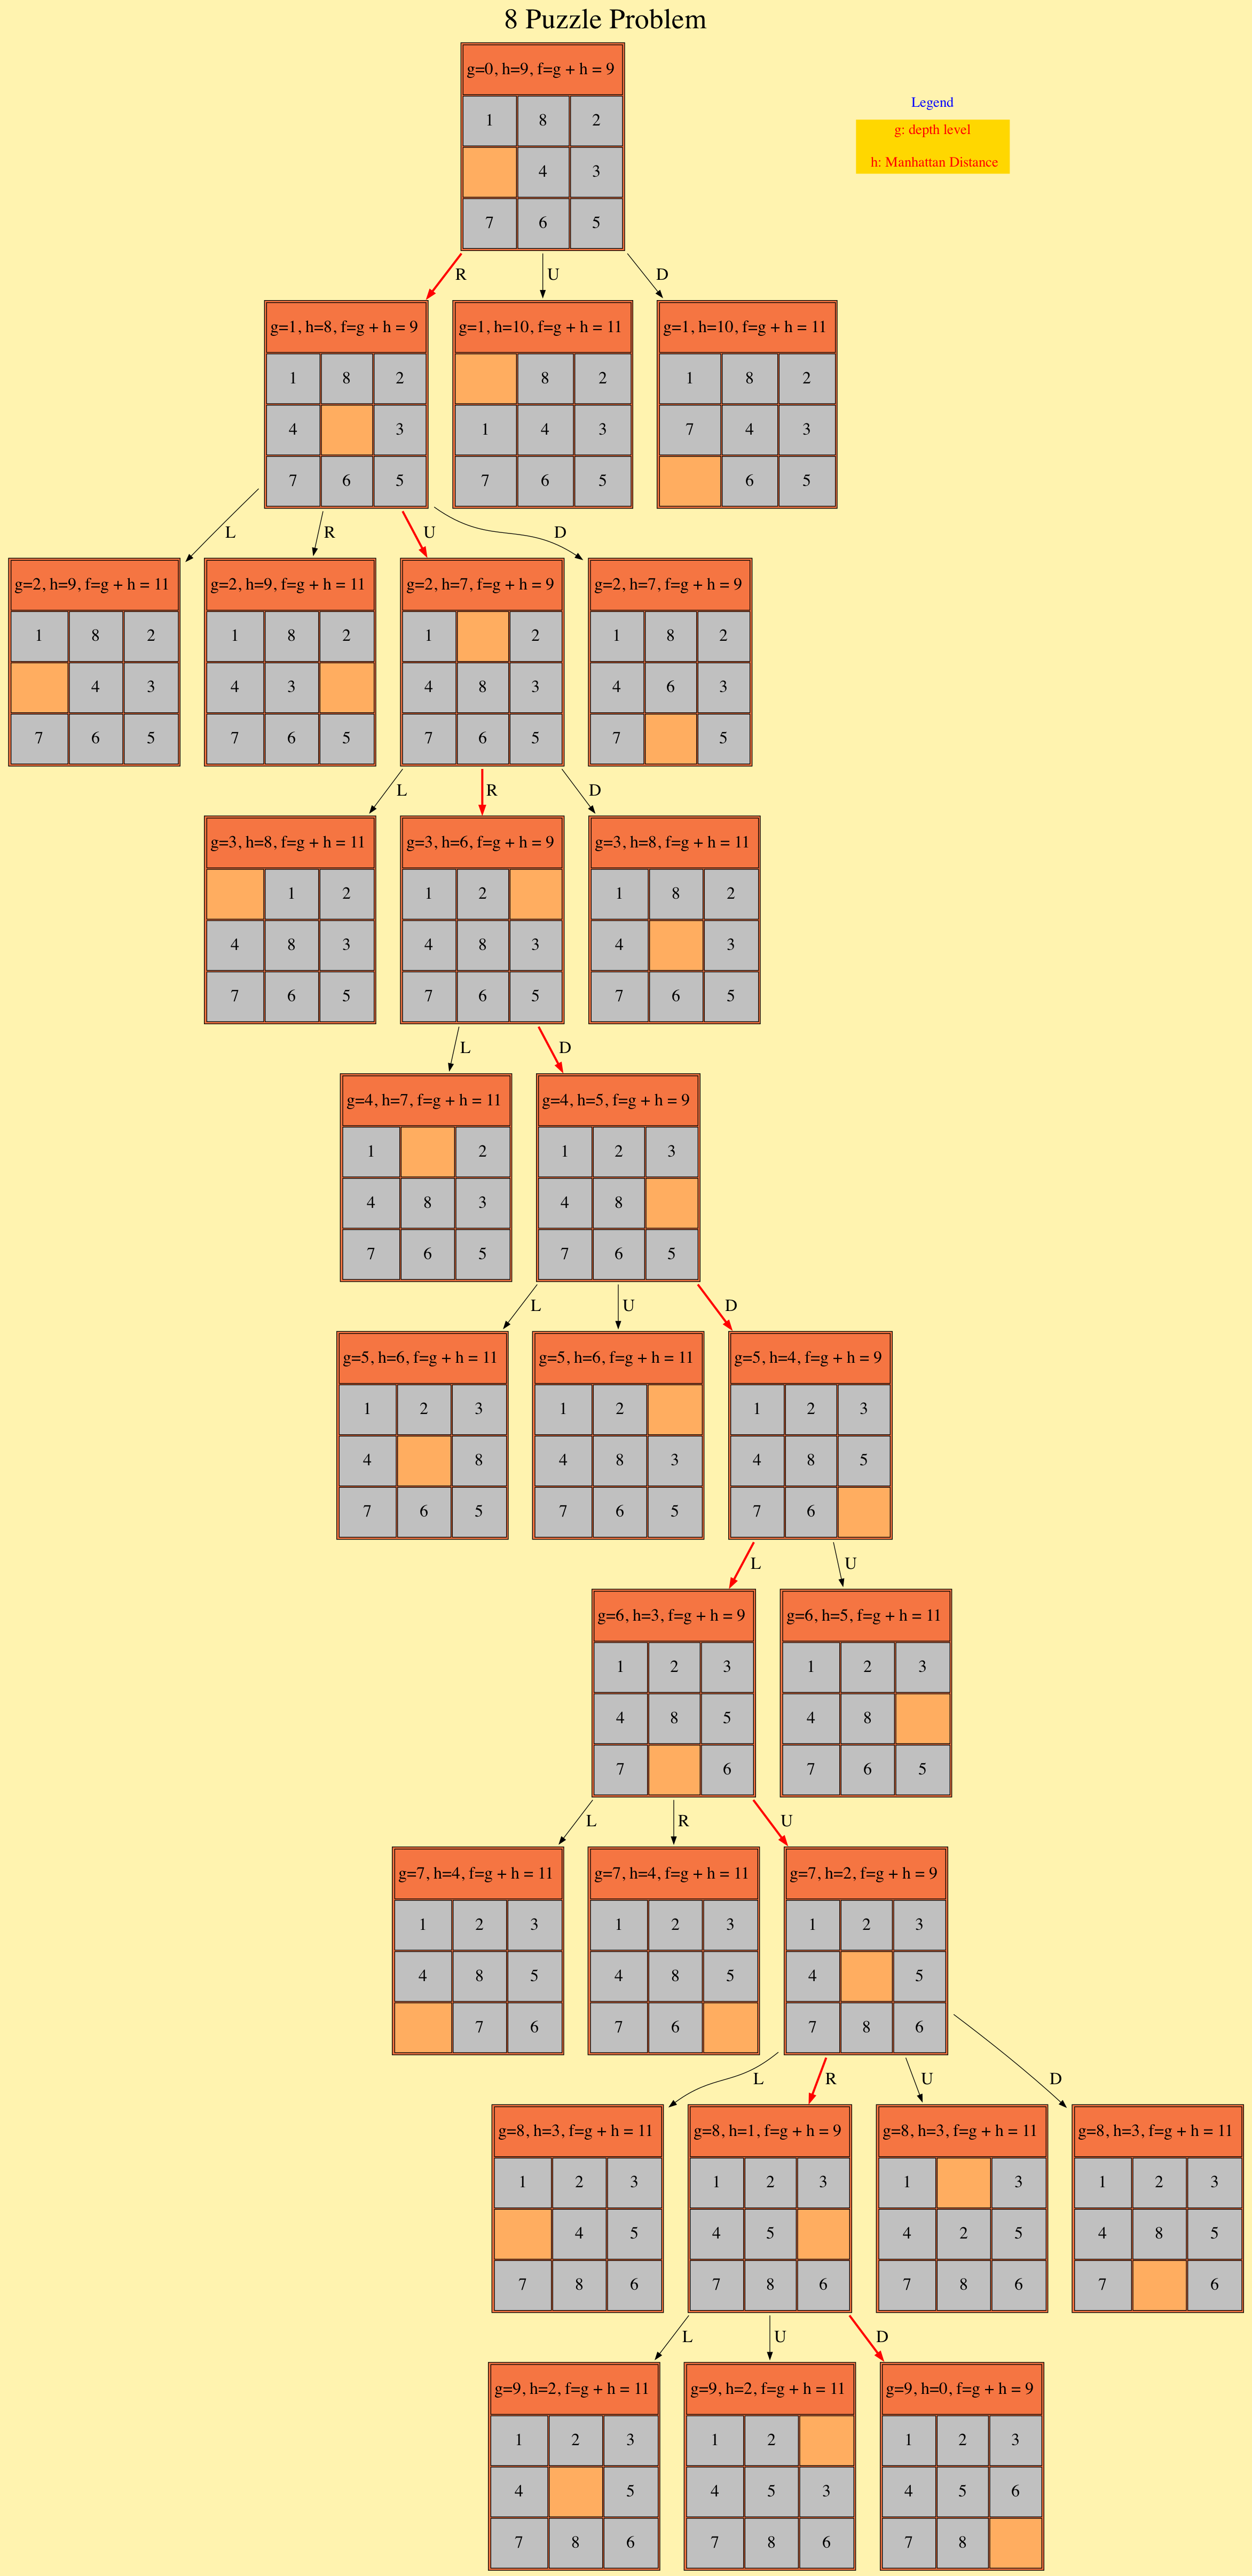 8 Puzzle Problem
g=0, h=9, f=g + h = 9
1 8 2
4 3
7 6 5
Legend
g: depth level
h: Manhattan Distance
R U D
g=1, h=8, f=g + h = 9
1 8 2
4 3
7 6 5
g=1, h=10, f=g + h = 11
8 2
1 4 3
7 6 5
g=1, h=10, f=g + h = 11
1 8 2
7 4 3
6 5
L R U D
g=2, h=9, f=g + h = 11
1 8 2
4 3
7 6 5
g=2, h=9, f=g + h = 11
1 8 2
4 3
7 6 5
g=2, h=7, f=g + h = 9
1 2
4 8 3
7 6 5
g=2, h=7, f=g + h = 9
1 8 2
4 6 3
7 5
L R D
g=3, h=8, f=g + h = 11
1 2
4 8 3
7 6 5
g=3, h=6, f=g + h = 9
1 2
4 8 3
7 6 5
g=3, h=8, f=g + h = 11
1 8 2
4 3
7 6 5
L D
g=4, h=7, f=g + h = 11
1 2
4 8 3
7 6 5
g=4, h=5, f=g + h = 9
1 2 3
4 8
7 6 5
L U D
g=5, h=6, f=g + h = 11
1 2 3
4 8
7 6 5
g=5, h=6, f=g + h = 11
1 2
4 8 3
7 6 5
g=5, h=4, f=g + h = 9
1 2 3
4 8 5
7 6
L U
g=6, h=3, f=g + h = 9
1 2 3
4 8 5
7 6
g=6, h=5, f=g + h = 11
1 2 3
4 8
7 6 5
L R U
g=7, h=4, f=g + h = 11
1 2 3
4 8 5
7 6
g=7, h=4, f=g + h = 11
1 2 3
4 8 5
7 6
g=7, h=2, f=g + h = 9
1 2 3
4 5
7 8 6
L R U D
g=8, h=3, f=g + h = 11
1 2 3
4 5
7 8 6
g=8, h=1, f=g + h = 9
1 2 3
4 5
7 8 6
g=8, h=3, f=g + h = 11
1 3
4 2 5
7 8 6
g=8, h=3, f=g + h = 11
1 2 3
4 8 5
7 6
L U D
g=9, h=2, f=g + h = 11
1 2 3
4 5
7 8 6
g=9, h=2, f=g + h = 11
1 2
4 5 3
7 8 6
g=9, h=0, f=g + h = 9
1 2 3
4 5 6
7 8